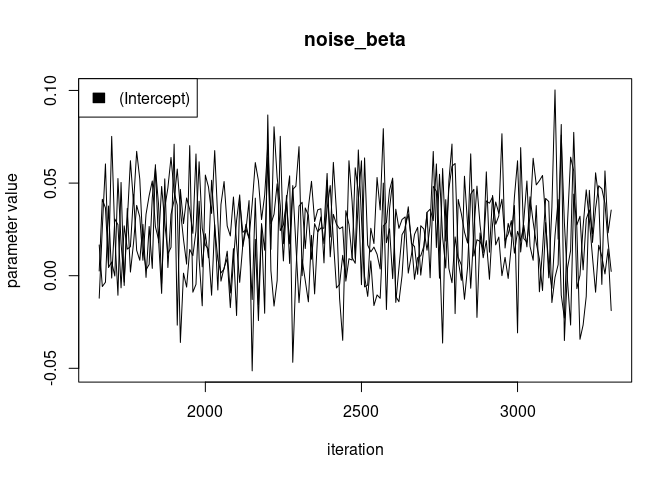 noise_beta
(Intercept)
parameter value
0.10
0.05
0.00
-0.05
2000 2500 3000
iteration